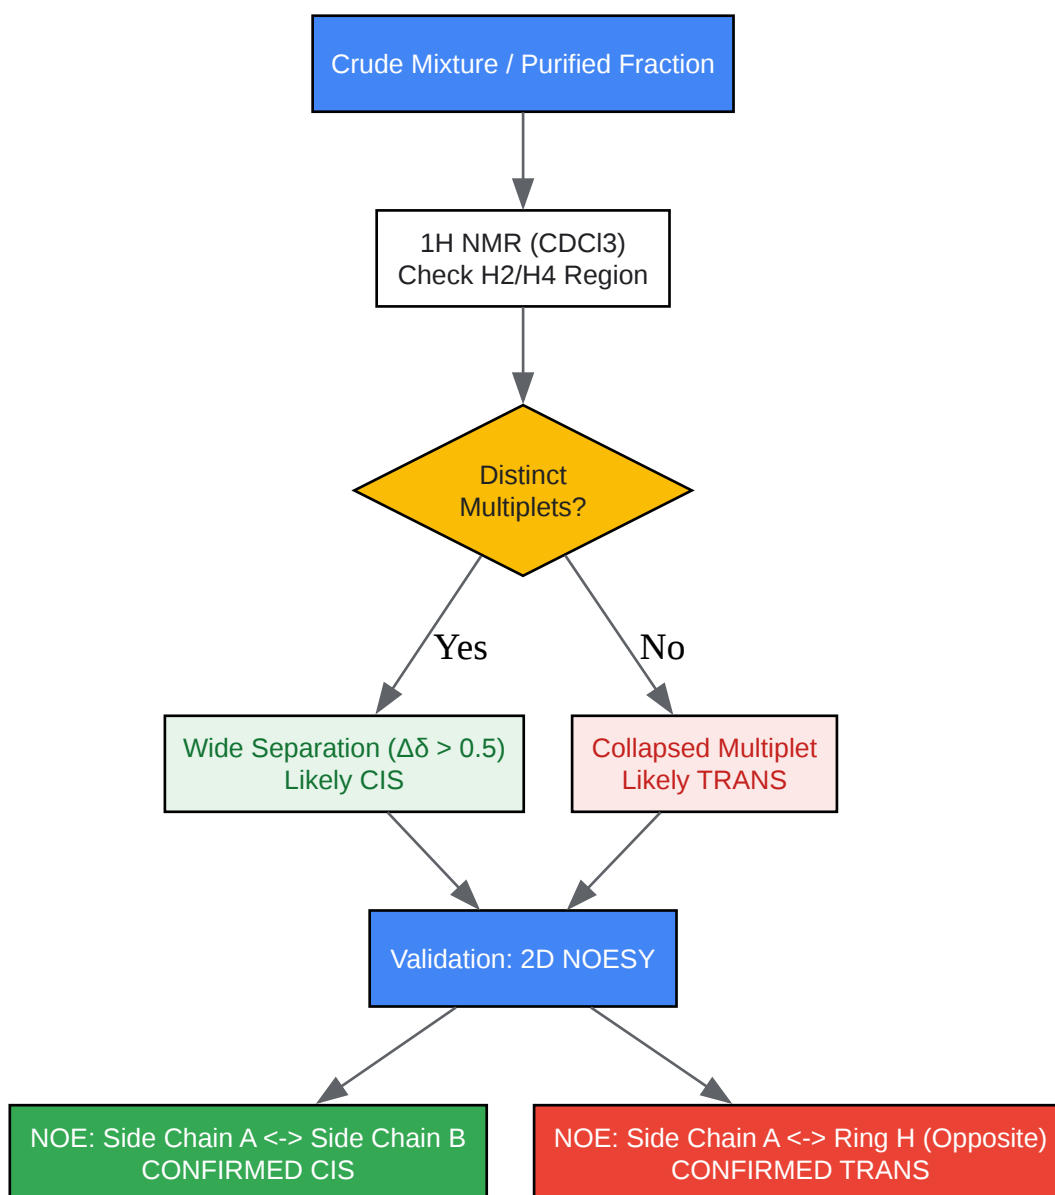 Crude Mixture / Purified Fraction
1H NMR (CDCl3)
Check H2/H4 Region
Distinct
Multiplets?
Yes
No
Wide Separation (Δδ > 0.5)
Likely CIS
Collapsed Multiplet
Likely TRANS
Validation: 2D NOESY
NOE: Side Chain A <-> Side Chain B
CONFIRMED CIS
NOE: Side Chain A <-> Ring H (Opposite)
CONFIRMED TRANS